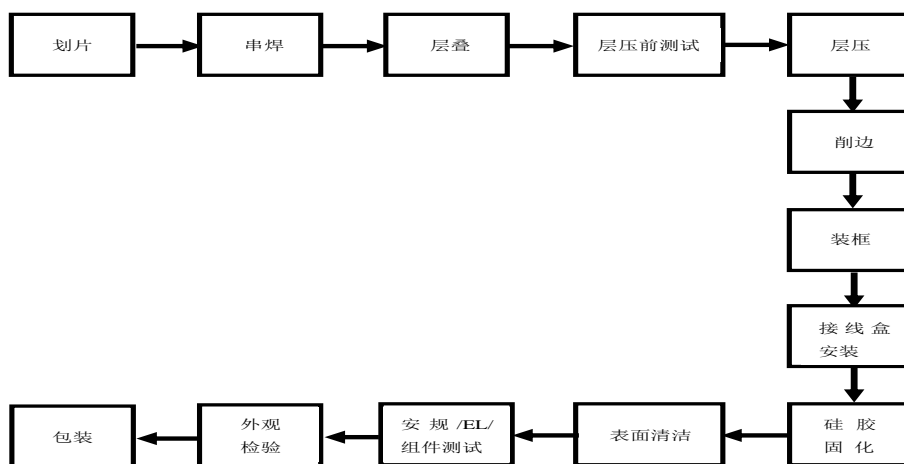 划片
串焊
层叠
层压前测试
层压
削边
装框
接线盒
安装
硅胶
固化
表面清洁
安规/EL/
组件测试
外观
检验
包装